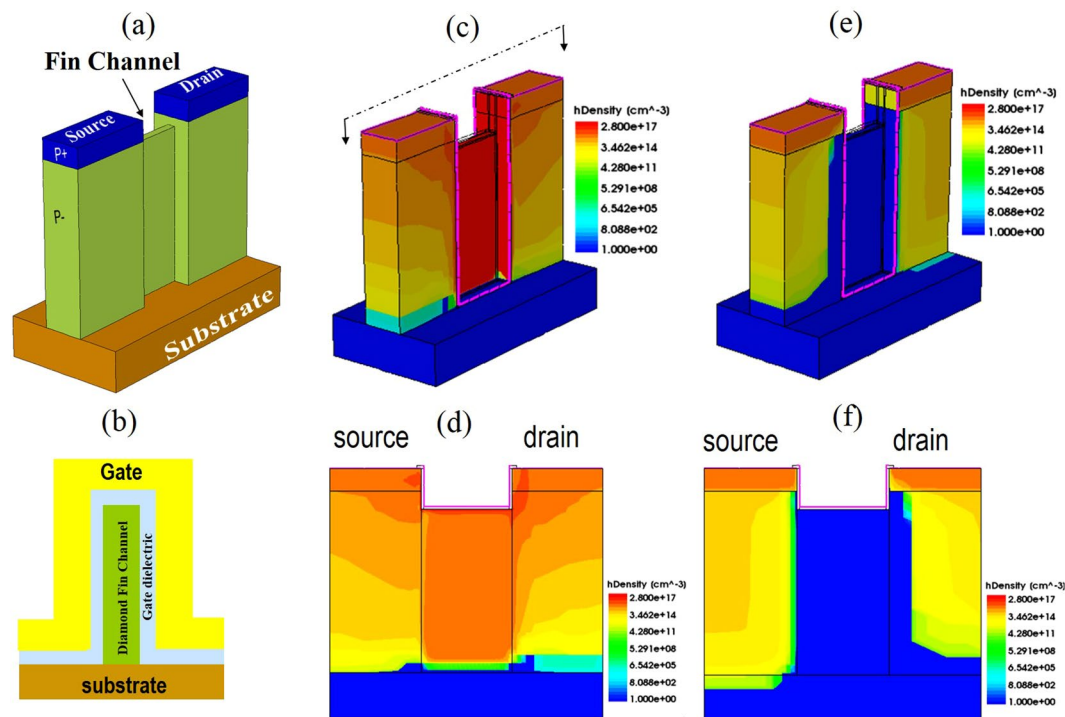 (a)
Fin Channel
Drain
Source
P+
P-
Substrate
(c)
hDensity (cm^-3)
2.800e+17
3.462e+14
4.280e+11
5.291e+08
6.542e+05
8.088e+02
1.000e+00
(e)
hDensity (cm^-3)
2.800e+17
3.462e+14
4.280e+11
5.291e+08
6.542e+05
8.088e+02
1.000e+00
(b)
Gate
Diamond Fin Channel
Gate dielectric
substrate
(d)
source
drain
hDensity (cm^-3)
2.800e+17
3.462e+14
4.280e+11
5.291e+08
6.542e+05
8.088e+02
1.000e+00
(f)
source
drain
hDensity (cm^-3)
2.800e+17
3.462e+14
4.280e+11
5.291e+08
6.542e+05
8.088e+02
1.000e+00